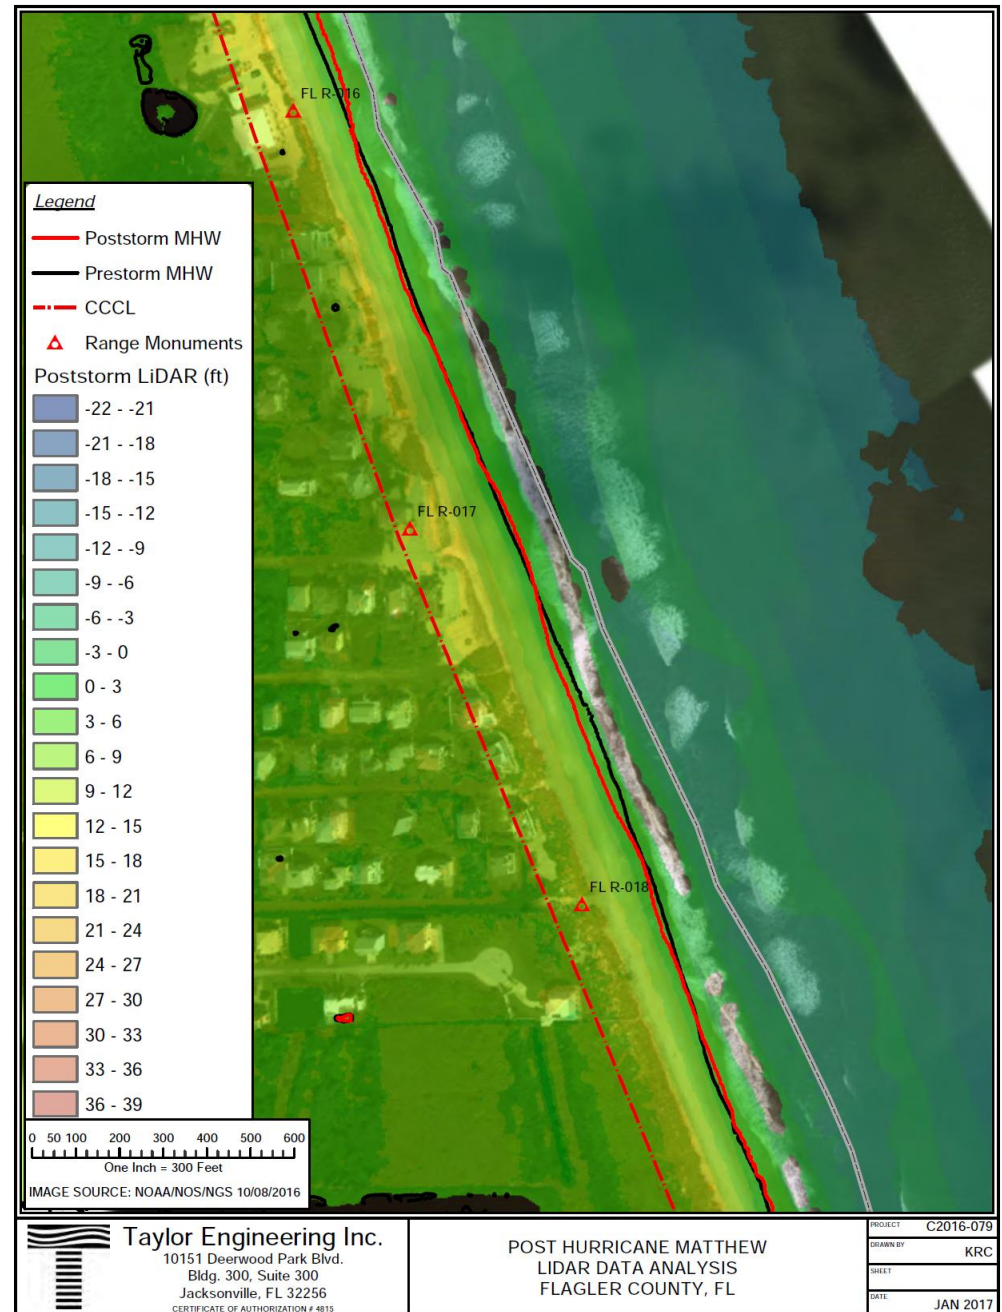 FL R-016
Legend
Poststorm MHW
Prestorm MHW
CCCL
Range Monuments
Poststorm LiDAR (ft)
-22 - -21
-21 - -18
-18 - -15
-15 - -12
-12 - -9
-9 - -6
-6 - -3
-3 - 0
0 - 3
3 - 6
6 - 9
9 - 12
12 - 15
15 - 18
18 - 21
21 - 24
24 - 27
27 - 30
30 - 33
33 - 36
36 - 39
FL R-017
FL R-018
0 50 100 200 300 400 500 600
One Inch = 300 Feet
IMAGE SOURCE: NOAA/NOS/NGS 10/08/2016
Taylor Engineering Inc.
10151 Deerwood Park Blvd.
Bldg. 300, Suite 300
Jacksonville, FL 32256
CERTIFICATE OF AUTHORIZATION # 4815
POST HURRICANE MATTHEW
LIDAR DATA ANALYSIS
FLAGLER COUNTY, FL
PROJECT C2016-079
DRAWN BY KRC
SHEET
DATE JAN 2017